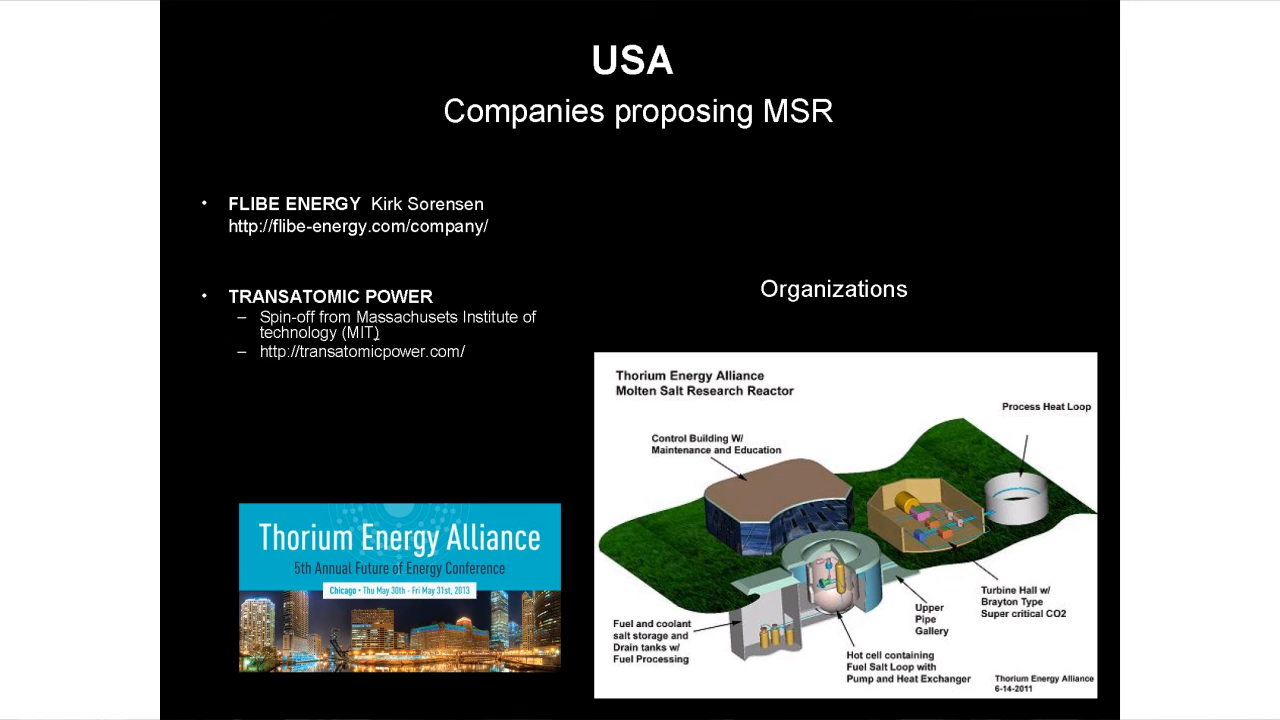 USA
Companies proposing MSR
• FLIBE ENERGY Kirk Sorensen
http://flibe-energy.com/company/
• TRANSATOMIC POWER
– Spin-off from Massachusets Institute of
technology (MIT)
– http://transatomicpower.com/
Organizations
Thorium Energy Alliance
5th Annual Future of Energy Conference
Chicago • Thu May 30th - Fri May 31st, 2013
Thorium Energy Alliance
Molten Salt Research Reactor
Process Heat Loop
Control Building W/
Maintenance and Education
Turbine Hall w/
Brayton Type
Super critical CO2
Upper
Pipe
Gallery
Fuel and coolant
salt storage and
Drain tanks w/
Fuel Processing
Hot cell containing
Fuel Salt Loop with
Pump and Heat Exchanger
Thorium Energy Alliance
6-14-2011